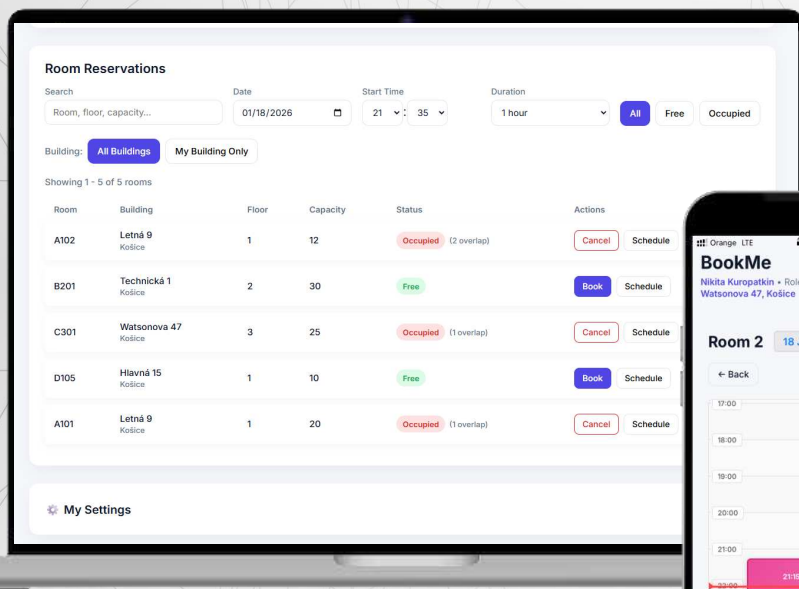 Room Reservations
Search Date Start Time Duration
Room, floor, capacity... 01/18/2026 21 : 35 1 hour All Free Occupied
Building: All Buildings My Building Only
Showing 1 - 5 of 5 rooms
Room Building Floor Capacity Status Actions
A102 Letná 9 1 12 Occupied (2 overlap) Cancel Schedule
Košice
B201 Technická 1 2 30 Free Book Schedule
Košice
C301 Watsonova 47 3 25 Occupied (1 overlap) Cancel Schedule
Košice
D105 Hlavná 15 1 10 Free Book Schedule
Košice
A101 Letná 9 1 20 Occupied (1 overlap) Cancel Schedule
Košice
My Settings
Orange LTE
BookMe
Nikita Kuropatkin •
Watsonova 47, Košice
Room 2 18
← Back
17:00
18:00
19:00
20:00
21:00
22:00